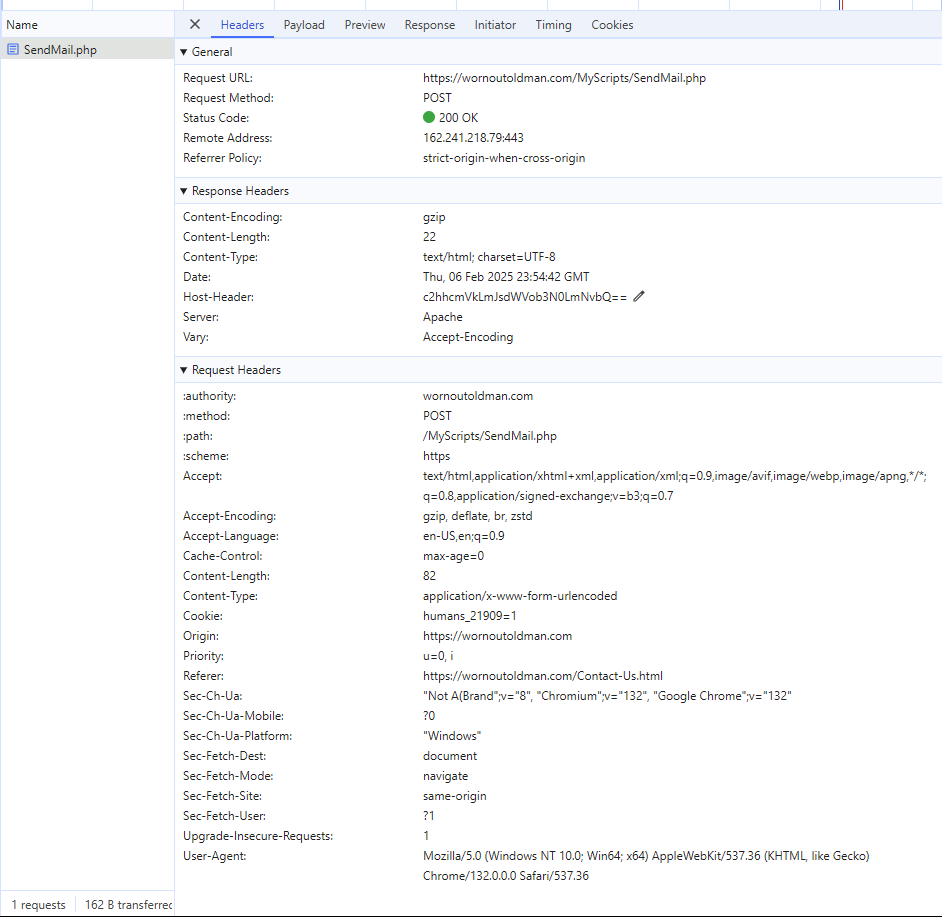 Name
SendMail.php
Headers Payload Preview Response Initiator Timing Cookies
General
Request URL: https://wornoutoldman.com/MyScripts/SendMail.php
Request Method: POST
Status Code: 200 OK
Remote Address: 162.241.218.79:443
Referrer Policy: strict-origin-when-cross-origin
Response Headers
Content-Encoding: gzip
Content-Length: 22
Content-Type: text/html; charset=UTF-8
Date: Thu, 06 Feb 2025 23:54:42 GMT
Host-Header: c2hhcmVkLmJsdWVob3N0LmNvbQ==
Server: Apache
Vary: Accept-Encoding
Request Headers
:authority: wornoutoldman.com
:method: POST
:path: /MyScripts/SendMail.php
:scheme: https
Accept: text/html,application/xhtml+xml,application/xml;q=0.9,image/avif,image/webp,image/apng,*/*;
q=0.8,application/signed-exchange;v=b3;q=0.7
Accept-Encoding: gzip, deflate, br, zstd
Accept-Language: en-US,en;q=0.9
Cache-Control: max-age=0
Content-Length: 82
Content-Type: application/x-www-form-urlencoded
Cookie: humans_21909=1
Origin: https://wornoutoldman.com
Priority: u=0, i
Referer: https://wornoutoldman.com/Contact-Us.html
Sec-Ch-Ua: "Not A(Brand";v="8", "Chromium";v="132", "Google Chrome";v="132"
Sec-Ch-Ua-Mobile: ?0
Sec-Ch-Ua-Platform: "Windows"
Sec-Fetch-Dest: document
Sec-Fetch-Mode: navigate
Sec-Fetch-Site: same-origin
Sec-Fetch-User: ?1
Upgrade-Insecure-Requests: 1
User-Agent: Mozilla/5.0 (Windows NT 10.0; Win64; x64) AppleWebKit/537.36 (KHTML, like Gecko)
Chrome/132.0.0.0 Safari/537.36
1 requests 162 B transferred